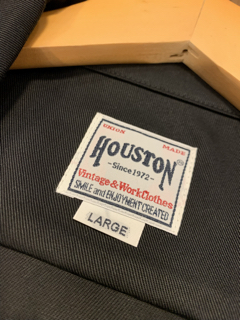 UNION MADE
HOUSTON
-Since 1972-
Vintage & WorkClothes
SMILE and ENJOYMENT CREATED
LARGE